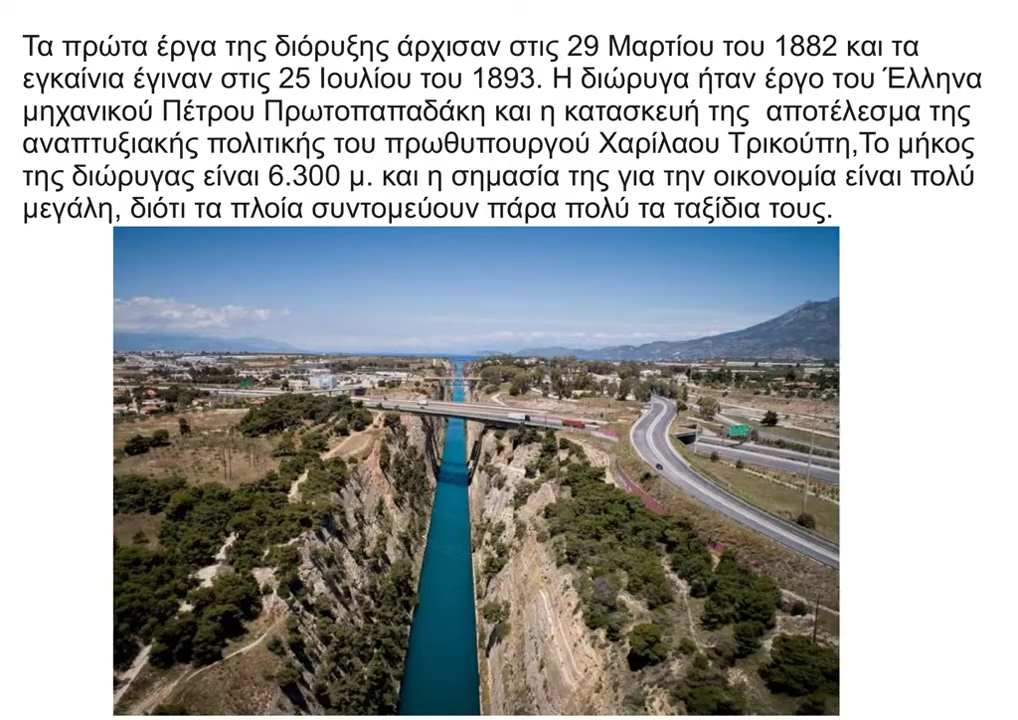 Τα πρώτα έργα της διόρυξης άρχισαν στις 29 Μαρτίου του 1882 και τα
εγκαίνια έγιναν στις 25 Ιουλίου του 1893. Η διώρυγα ήταν έργο του Έλληνα
μηχανικού Πέτρου Πρωτοπαπαδάκη και η κατασκευή της  αποτέλεσμα της
αναπτυξιακής πολιτικής του πρωθυπουργού Χαρίλαου Τρικούπη,Το μήκος
της διώρυγας είναι 6.300 μ. και η σημασία της για την οικονομία είναι πολύ
μεγάλη, διότι τα πλοία συντομεύουν πάρα πολύ τα ταξίδια τους.